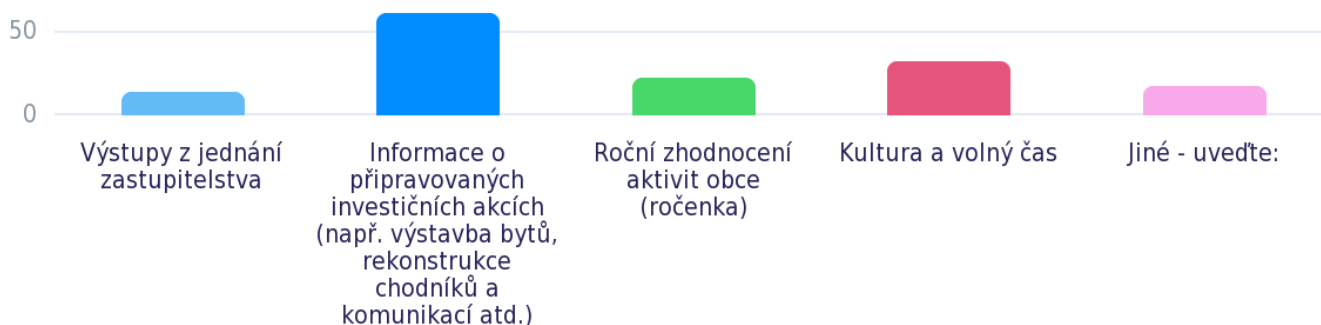 50
0
Výstupy z jednání
zastupitelstva
Informace o
připravovaných
investičních akcích
(např. výstavba bytů,
rekonstrukce
chodníků a
komunikací atd.)
Roční zhodnocení
aktivit obce
(ročenka)
Kultura a volný čas
Jiné - uveďte: